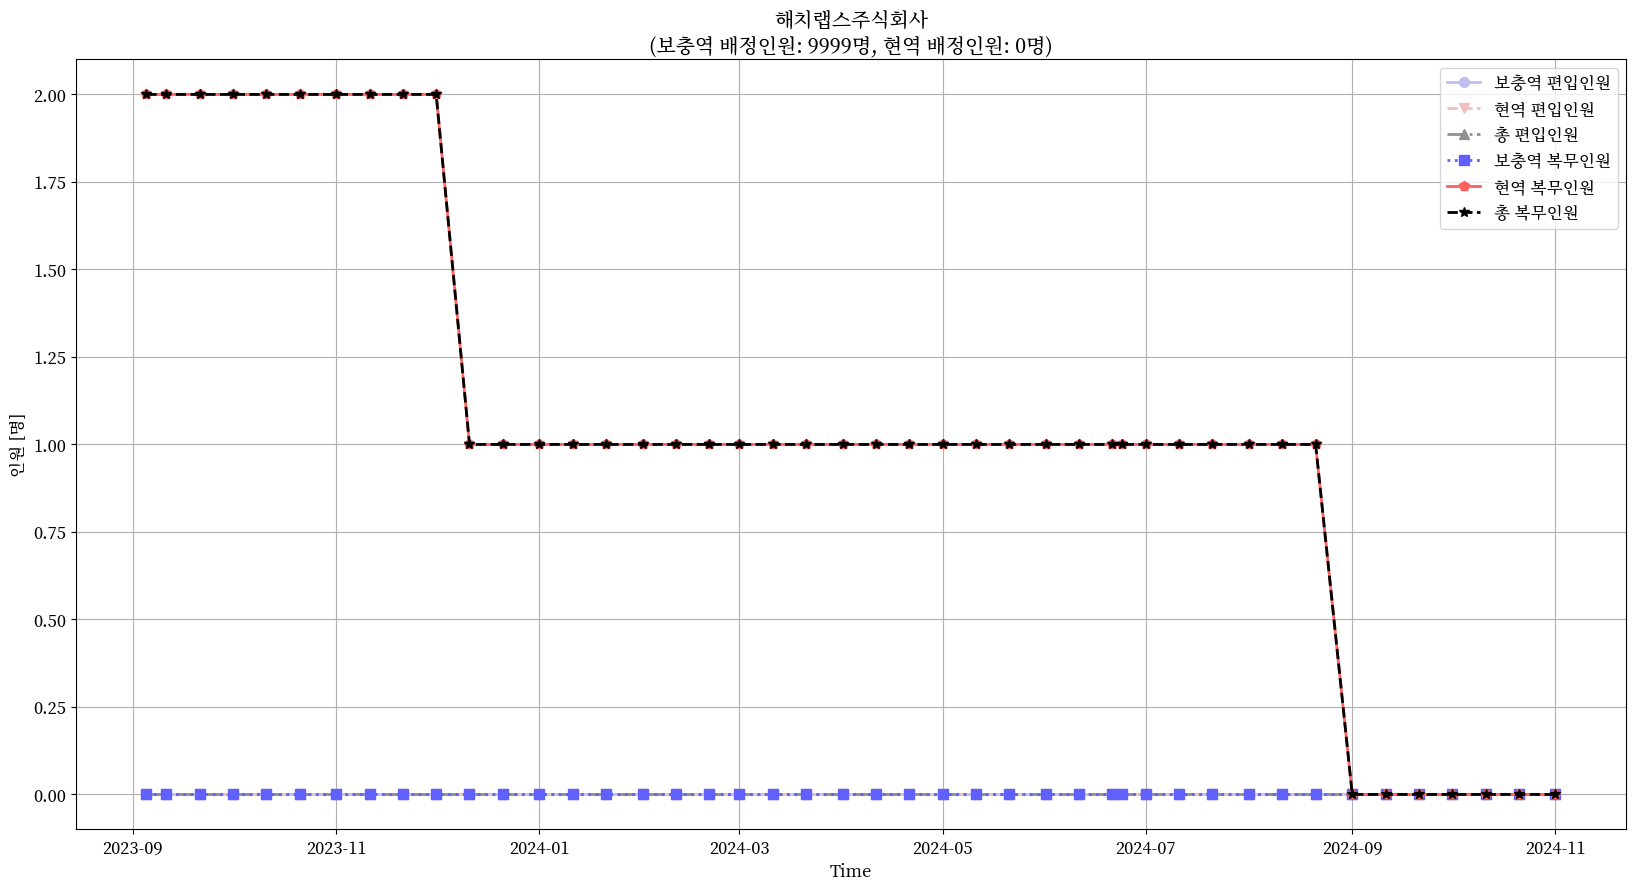 해치랩스주식회사
(보충역 배정인원: 9999명, 현역 배정인원: 0명)
보충역 편입인원
현역 편입인원
총 편입인원
보충역 복무인원
현역 복무인원
총 복무인원
인원 [명]
2.00
1.75
1.50
1.25
1.00
0.75
0.50
0.25
0.00
2023-09
2023-11
2024-01
2024-03
2024-05
2024-07
2024-09
2024-11
Time